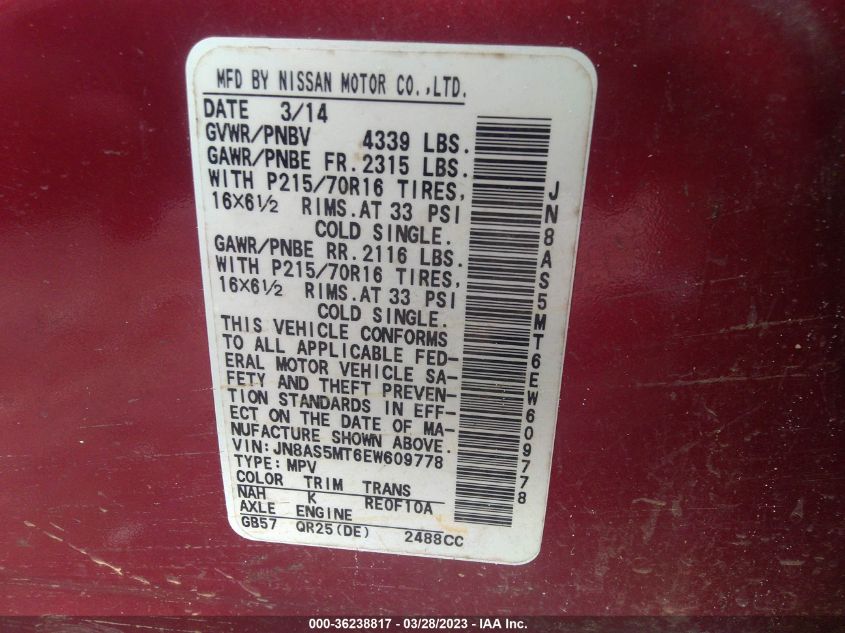 MFD BY NISSAN MOTOR CO.,LTD.
DATE 3/14
GVWR/PNBV 4339 LBS.
GAWR/PNBE FR. 2315 LBS.
WITH P215/70R16 TIRES,
16X6½ RIMS. AT 33 PSI
COLD SINGLE.
GAWR/PNBE RR. 2116 LBS.
WITH P215/70R16 TIRES,
16X6½ RIMS. AT 33 PSI
COLD SINGLE.
THIS VEHICLE CONFORMS
TO ALL APPLICABLE FED-
ERAL MOTOR VEHICLE SA-
FETY AND THEFT PREVEN-
TION STANDARDS IN EFF-
ECT ON THE DATE OF MA-
NUFACTURE SHOWN ABOVE.
VIN: JN8AS5MT6EW609778
TYPE: MPV
COLOR TRIM TRANS
NAH K RE0F10A
AXLE ENGINE
GB57 QR25(DE) 2488CC
JN8AS5MT6EW609778
000-36238817 - 03/28/2023 - IAA Inc.